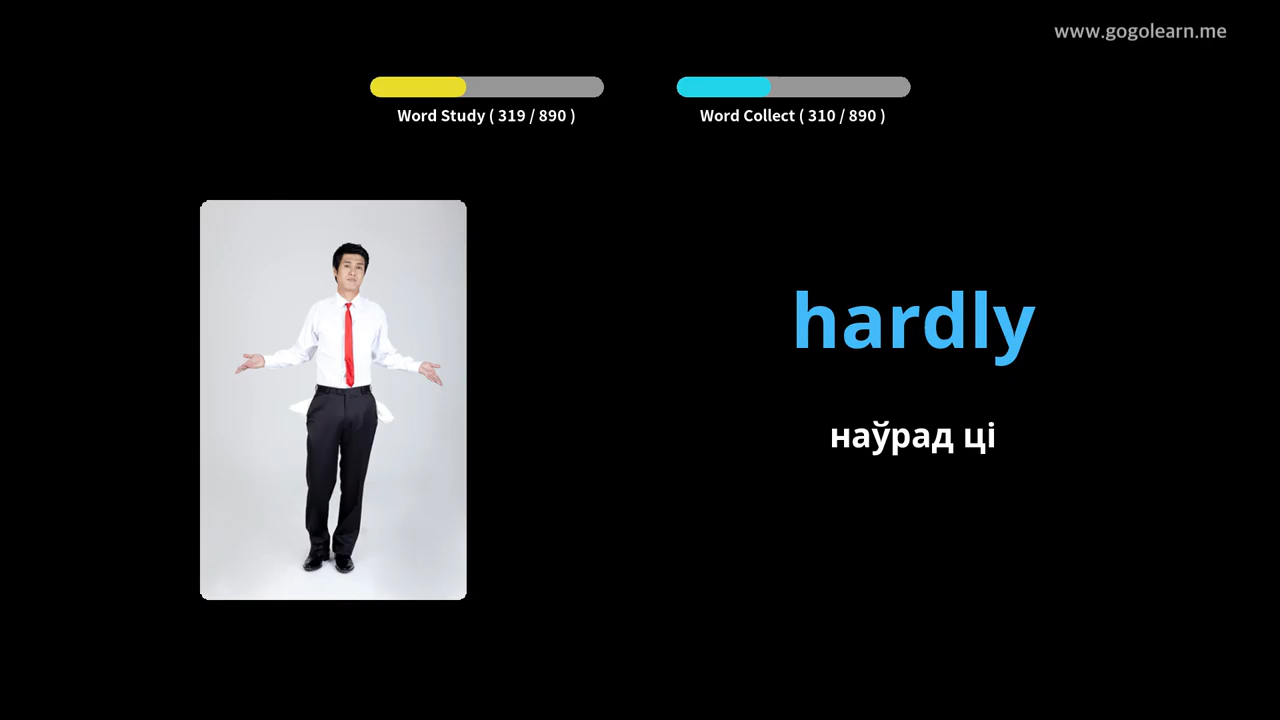 www.gogolearn.me
Word Study ( 319 / 890 )
Word Collect ( 310 / 890 )
hardly
наўрад ці